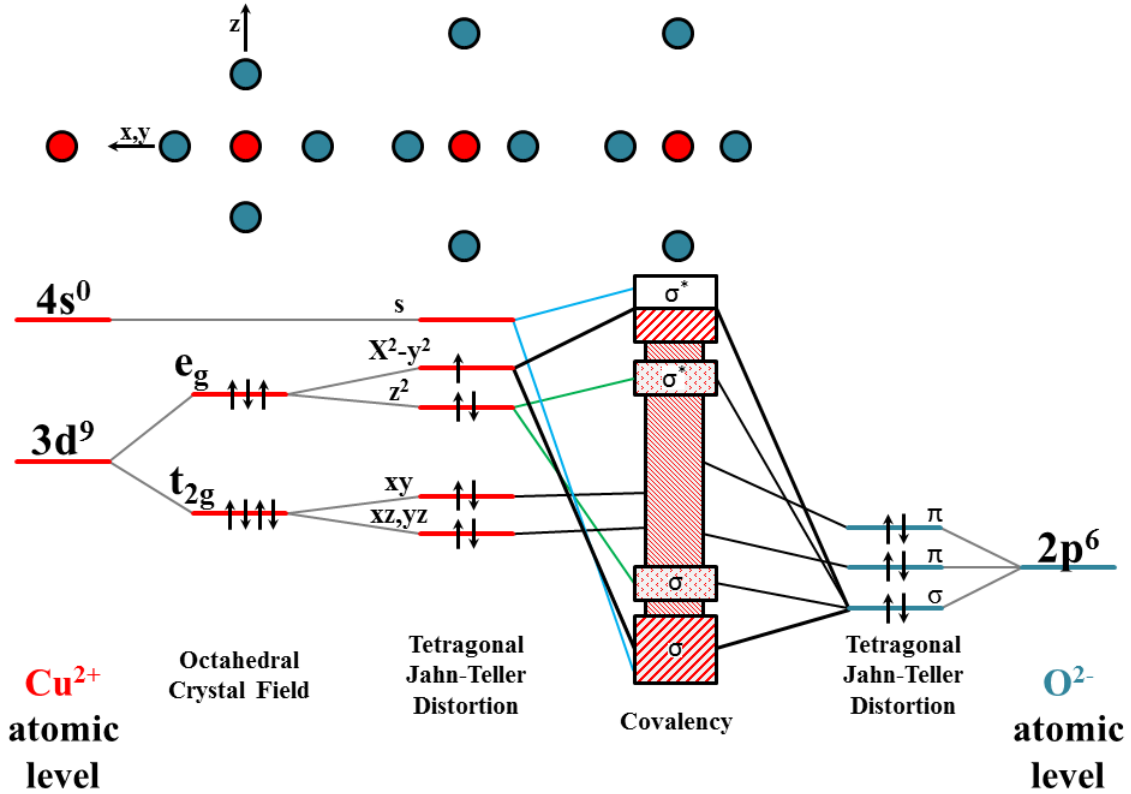 z
x,y
4s⁰
s
σ*
X²-y²
e_g
z²
σ*
3d⁹
t₂g
xy
xz,yz
π
π
2p⁶
σ
σ
σ
Octahedral
Crystal Field
Tetragonal
Jahn-Teller
Distortion
Covalency
Tetragonal
Jahn-Teller
Distortion
Cu²⁺
atomic
level
O²⁻
atomic
level